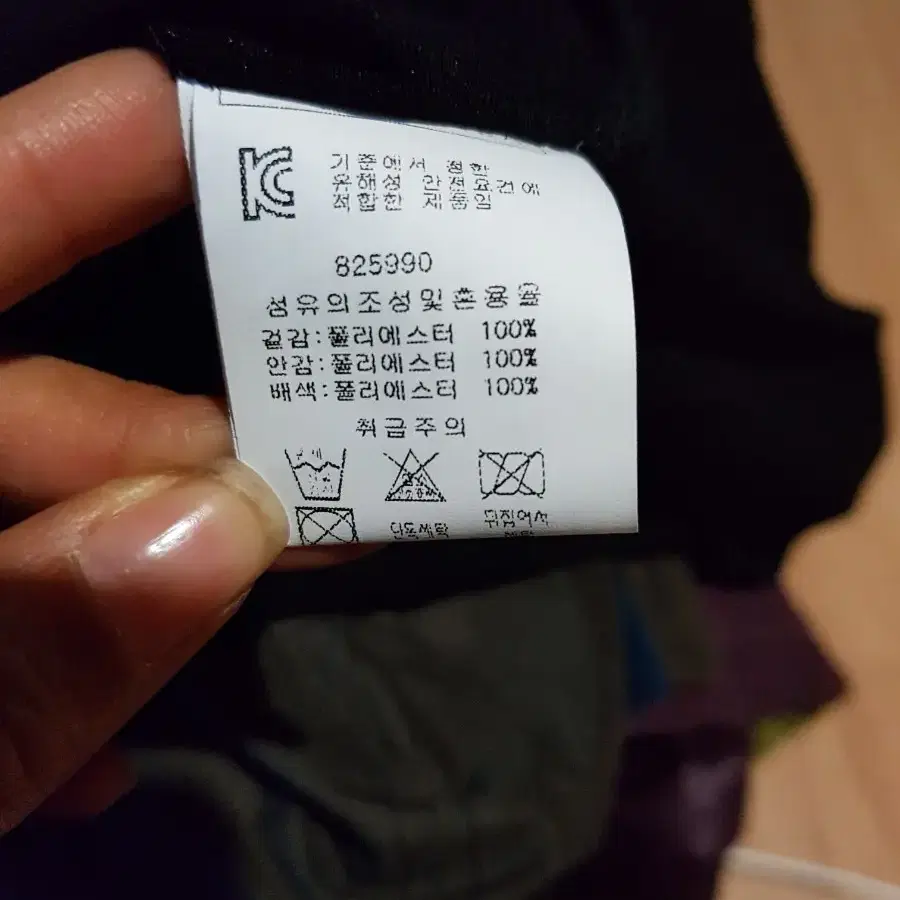 KC 기준에서 정한
유해성 안전요건에
적합한 제품임
825990
섬유의조성및혼용율
겉감:폴리에스터 100%
안감:폴리에스터 100%
배색:폴리에스터 100%
취급주의
단독세탁 뒤집어서